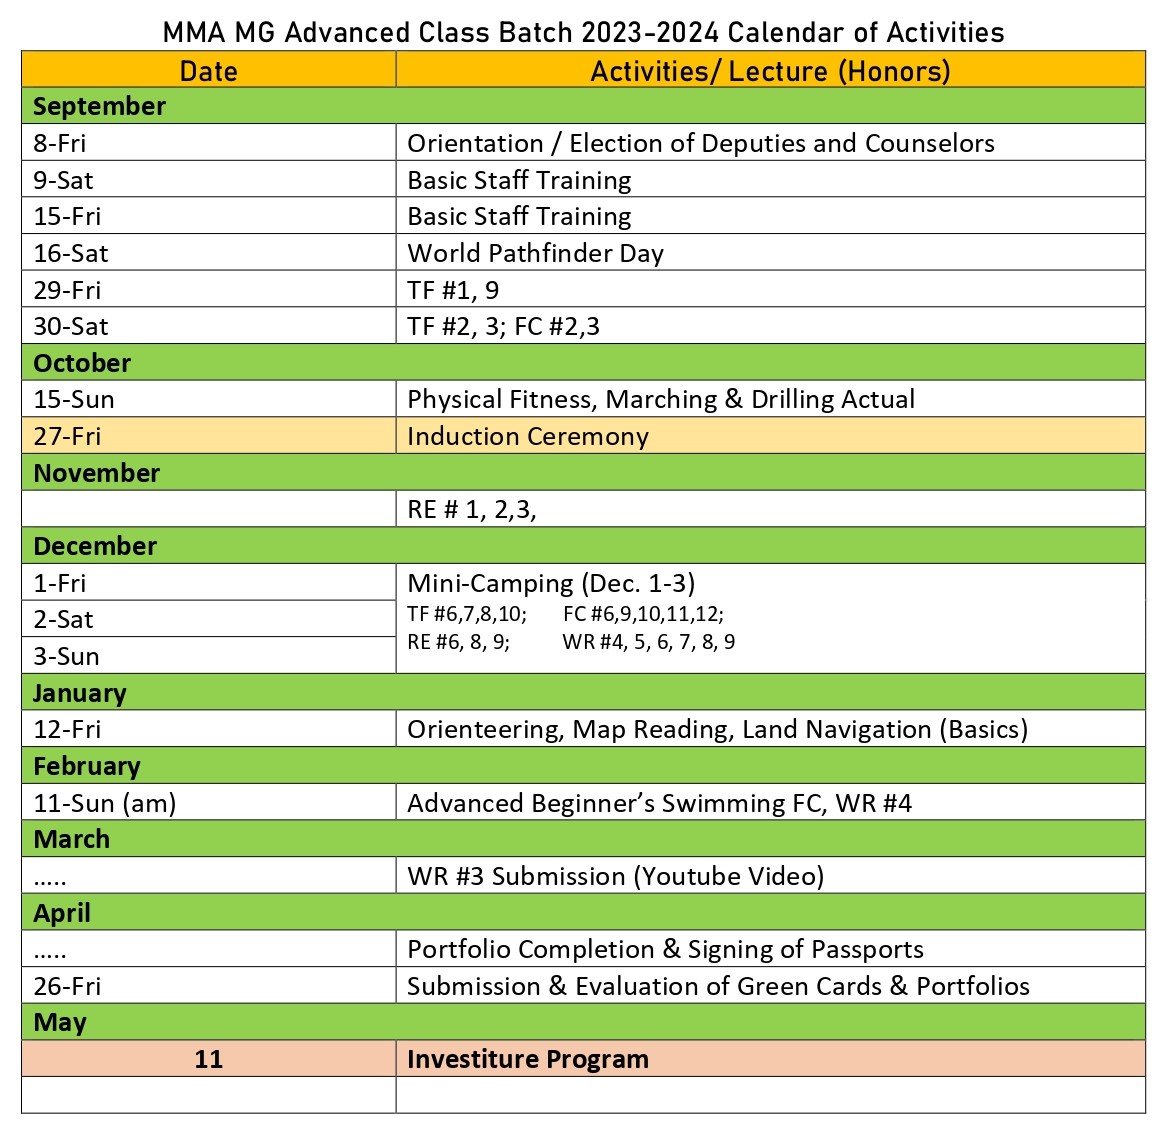 MMA MG Advanced Class Batch 2023-2024 Calendar of Activities
Date Activities/ Lecture (Honors)
September
8-Fri Orientation / Election of Deputies and Counselors
9-Sat Basic Staff Training
15-Fri Basic Staff Training
16-Sat World Pathfinder Day
29-Fri TF #1, 9
30-Sat TF #2, 3; FC #2,3
October
15-Sun Physical Fitness, Marching & Drilling Actual
27-Fri Induction Ceremony
November
RE # 1, 2,3,
December
1-Fri Mini-Camping (Dec. 1-3)
TF #6,7,8,10; FC #6,9,10,11,12;
2-Sat
RE #6, 8, 9; WR #4, 5, 6, 7, 8, 9
3-Sun
January
12-Fri Orienteering, Map Reading, Land Navigation (Basics)
February
11-Sun (am) Advanced Beginner’s Swimming FC, WR #4
March
..... WR #3 Submission (Youtube Video)
April
..... Portfolio Completion & Signing of Passports
26-Fri Submission & Evaluation of Green Cards & Portfolios
May
11 Investiture Program